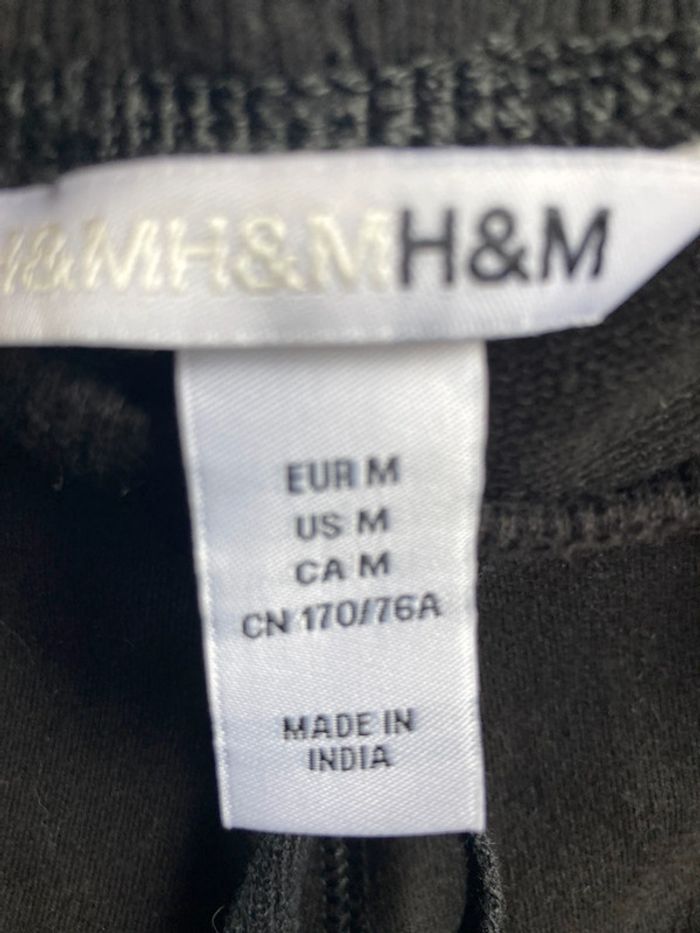 H&MH&MH&M
EUR M
US M
CA M
CN 170/76A
MADE IN
INDIA